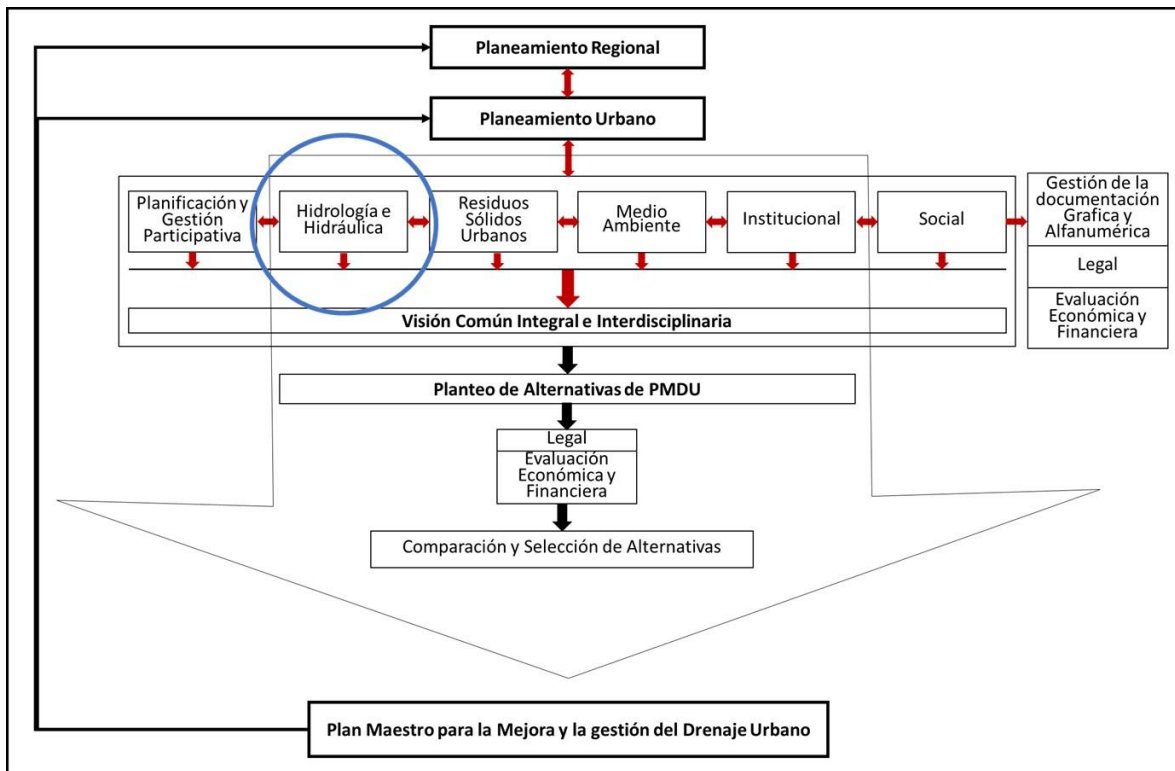 Planeamiento Regional
Planeamiento Urbano
Planificación y
Gestión
Participativa
Hidrología e
Hidráulica
Residuos
Sólidos
Urbanos
Medio
Ambiente
Institucional
Social
Gestión de la
documentación
Grafica y
Alfanumérica
Legal
Evaluación
Económica y
Financiera
Visión Común Integral e Interdisciplinaria
Planteo de Alternativas de PMDU
Legal
Evaluación
Económica y
Financiera
Comparación y Selección de Alternativas
Plan Maestro para la Mejora y la gestión del Drenaje Urbano